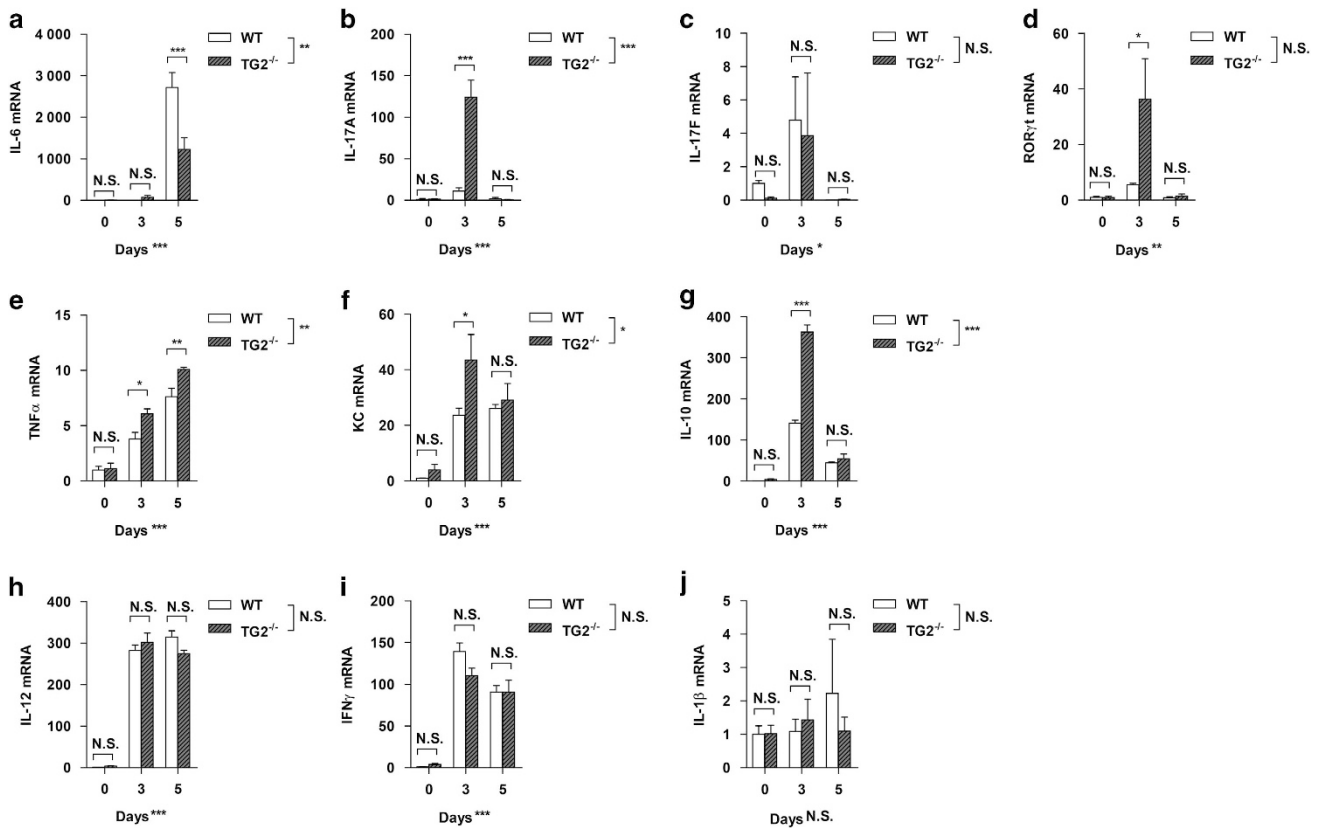 a
IL-6 mRNA
4 000
3 000
2 000
1 000
0
N.S.
N.S.
***
0 3 5
Days ***
WT
TG2-/-
**
b
IL-17A mRNA
200
150
100
50
0
N.S.
***
N.S.
0 3 5
Days ***
WT
TG2-/-
***
c
IL-17F mRNA
10
8
6
4
2
0
N.S.
N.S.
N.S.
0 3 5
Days *
WT
TG2-/-
N.S.
d
RORγt mRNA
60
40
20
0
N.S.
*
N.S.
0 3 5
Days **
WT
TG2-/-
N.S.
e
TNFα mRNA
15
10
5
0
N.S.
*
**
0 3 5
Days ***
WT
TG2-/-
**
f
KC mRNA
60
40
20
0
N.S.
*
N.S.
0 3 5
Days ***
WT
TG2-/-
*
g
IL-10 mRNA
400
300
200
100
0
N.S.
***
N.S.
0 3 5
Days ***
WT
TG2-/-
***
h
IL-12 mRNA
400
300
200
100
0
N.S.
N.S.
N.S.
0 3 5
Days ***
WT
TG2-/-
N.S.
i
IFNγ mRNA
200
150
100
50
0
N.S.
N.S.
N.S.
0 3 5
Days ***
WT
TG2-/-
N.S.
j
IL-1β mRNA
5
4
3
2
1
0
N.S.
N.S.
N.S.
0 3 5
Days N.S.
WT
TG2-/-
N.S.